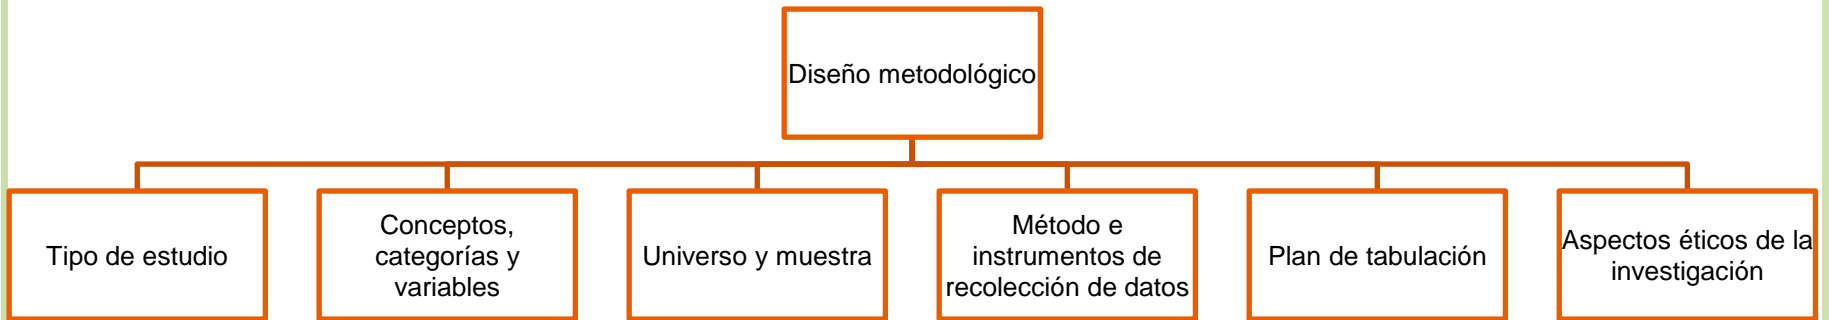 Diseño metodológico
Tipo de estudio
Conceptos,
categorías y
variables
Universo y muestra
Método e
instrumentos de
recolección de datos
Plan de tabulación
Aspectos éticos de la
investigación